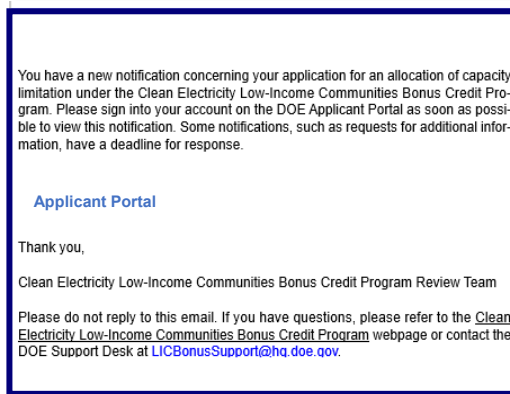 You have a new notification concerning your application for an allocation of capacity
limitation under the Clean Electricity Low-Income Communities Bonus Credit Pro-
gram. Please sign into your account on the DOE Applicant Portal as soon as possi-
ble to view this notification. Some notifications, such as requests for additional infor-
mation, have a deadline for response.
Applicant Portal
Thank you,
Clean Electricity Low-Income Communities Bonus Credit Program Review Team
Please do not reply to this email. If you have questions, please refer to the Clean
Electricity Low-Income Communities Bonus Credit Program webpage or contact the
DOE Support Desk at LICBonusSupport@hq.doe.gov.